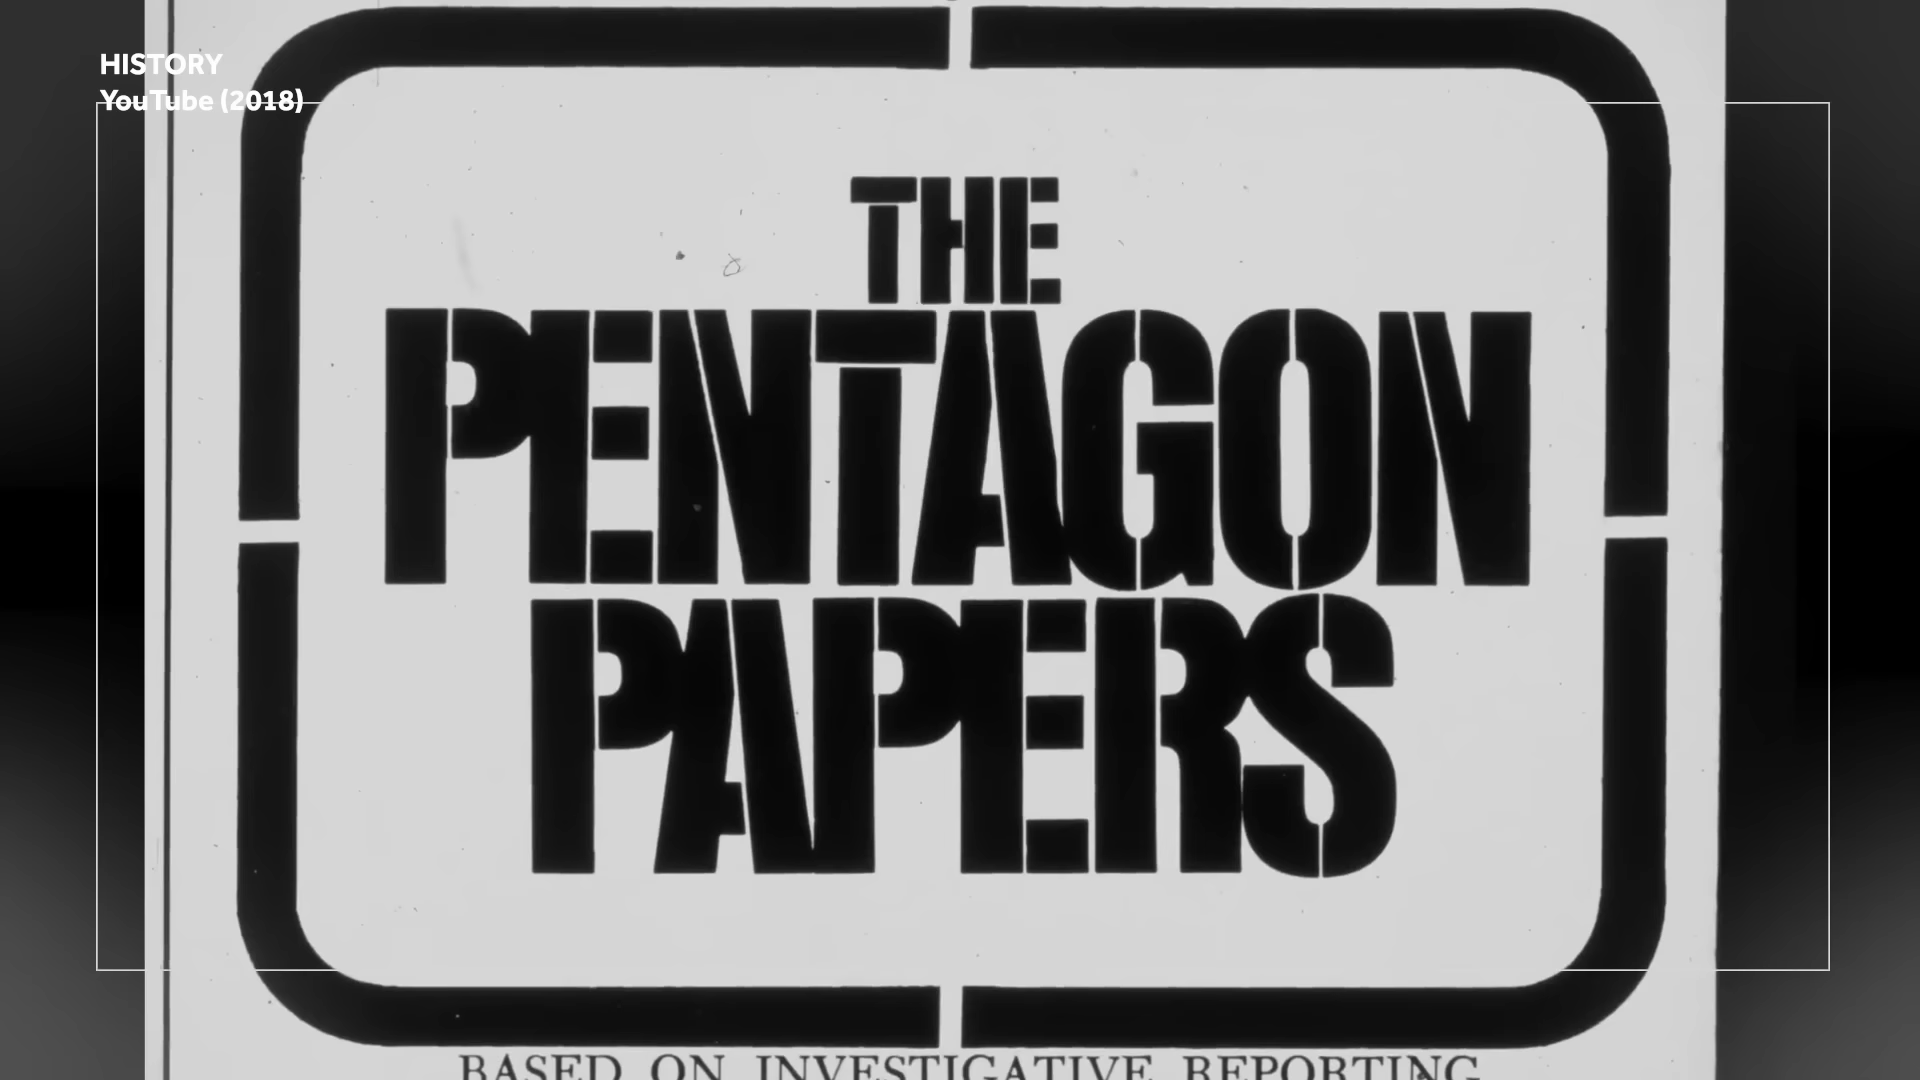 HISTORY
YouTube (2018)
THE
PENTAGON
PAPERS
BASED ON INVESTIGATIVE REPORTING